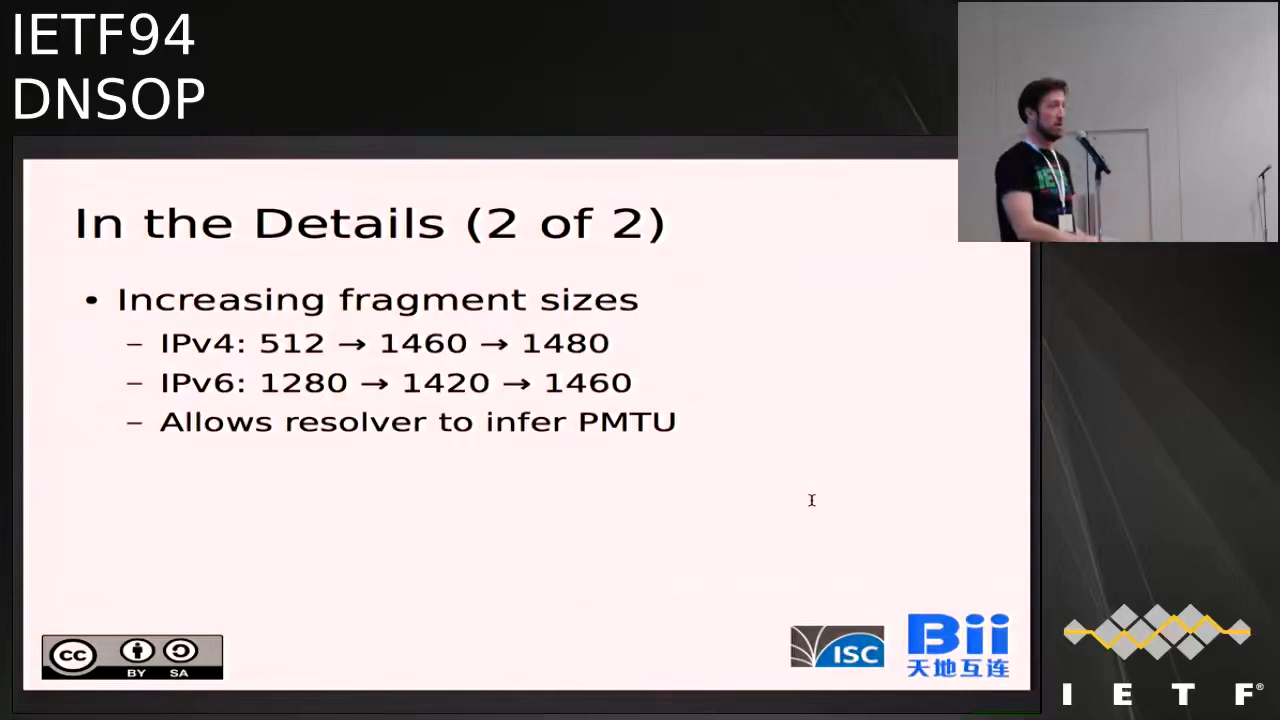 IETF94
DNSOP
In the Details (2 of 2)
• Increasing fragment sizes
– IPv4: 512 → 1460 → 1480
– IPv6: 1280 → 1420 → 1460
– Allows resolver to infer PMTU
cc
BY SA
ISC
Bii
天地互连
I E T F®